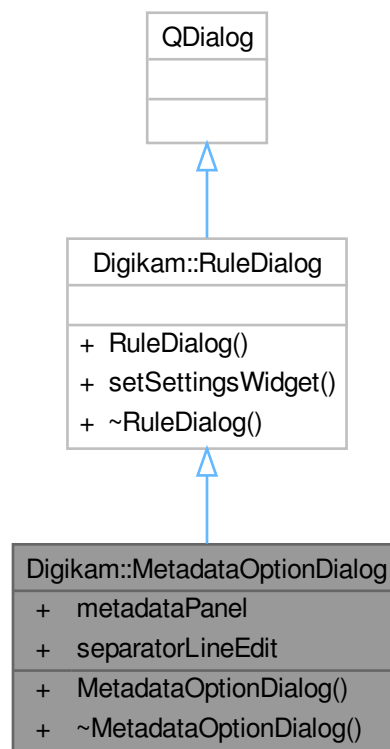 QDialog
Digikam::RuleDialog
+ RuleDialog()
+ setSettingsWidget()
+ ~RuleDialog()
Digikam::MetadataOptionDialog
+ metadataPanel
+ separatorLineEdit
+ MetadataOptionDialog()
+ ~MetadataOptionDialog()